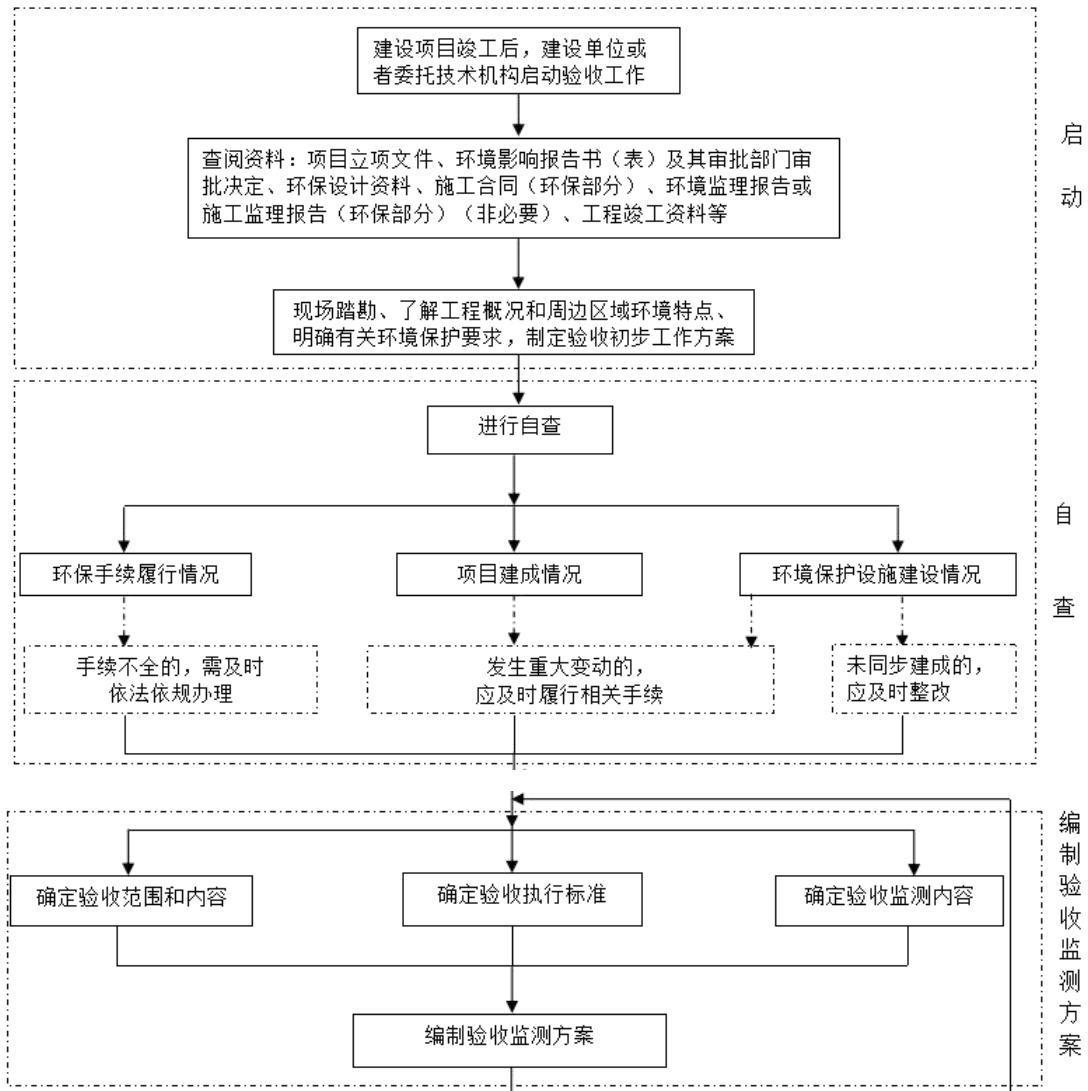 建设项目竣工后，建设单位或
者委托技术机构启动验收工作
查阅资料：项目立项文件、环境影响报告书（表）及其审批部门审
批决定、环保设计资料、施工合同（环保部分）、环境监理报告或
施工监理报告（环保部分）（非必要）、工程竣工资料等
现场踏勘、了解工程概况和周边区域环境特点、
明确有关环境保护要求，制定验收初步工作方案
启
动
进行自查
环保手续履行情况
项目建成情况
环境保护设施建设情况
手续不全的，需及时
依法依规办理
发生重大变动的，
应及时履行相关手续
未同步建成的，
应及时整改
自
查
确定验收范围和内容
确定验收执行标准
确定验收监测内容
编制验收监测方案
编
制
验
收
监
测
方
案